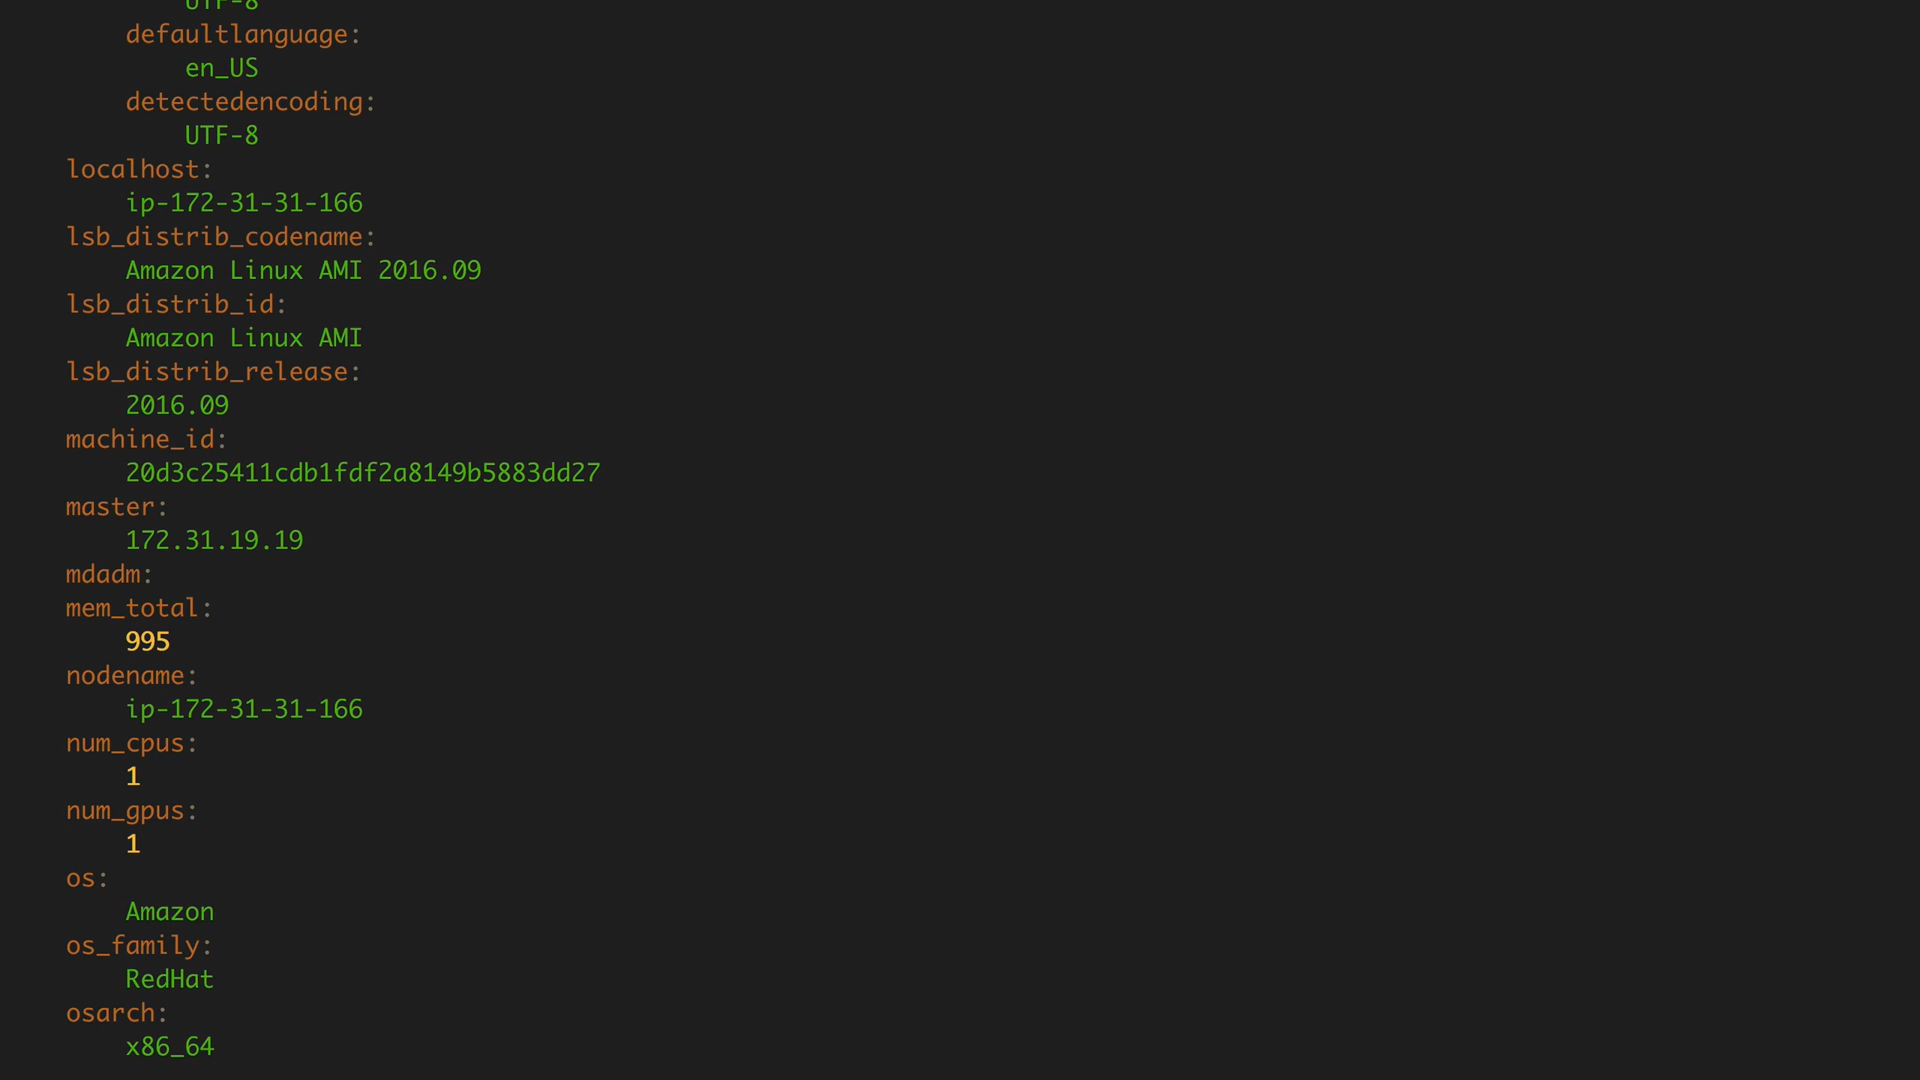 UTF-8
defaultlanguage:
en_US
detectedencoding:
UTF-8
localhost:
ip-172-31-31-166
lsb_distrib_codename:
Amazon Linux AMI 2016.09
lsb_distrib_id:
Amazon Linux AMI
lsb_distrib_release:
2016.09
machine_id:
20d3c25411cdb1fdf2a8149b5883dd27
master:
172.31.19.19
mdadm:
mem_total:
995
nodename:
ip-172-31-31-166
num_cpus:
1
num_gpus:
1
os:
Amazon
os_family:
RedHat
osarch:
x86_64